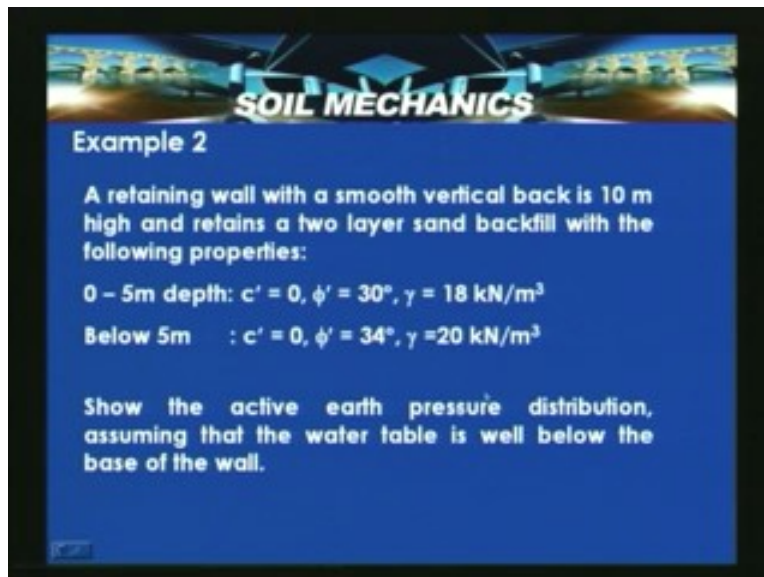 SOIL MECHANICS
Example 2
A retaining wall with a smooth vertical back is 10 m
high and retains a two layer sand backfill with the
following properties:
0 – 5m depth: c′ = 0, ϕ′ = 30°, γ = 18 kN/m³
Below 5m : c′ = 0, ϕ′ = 34°, γ =20 kN/m³
Show the active earth pressure distribution,
assuming that the water table is well below the
base of the wall.